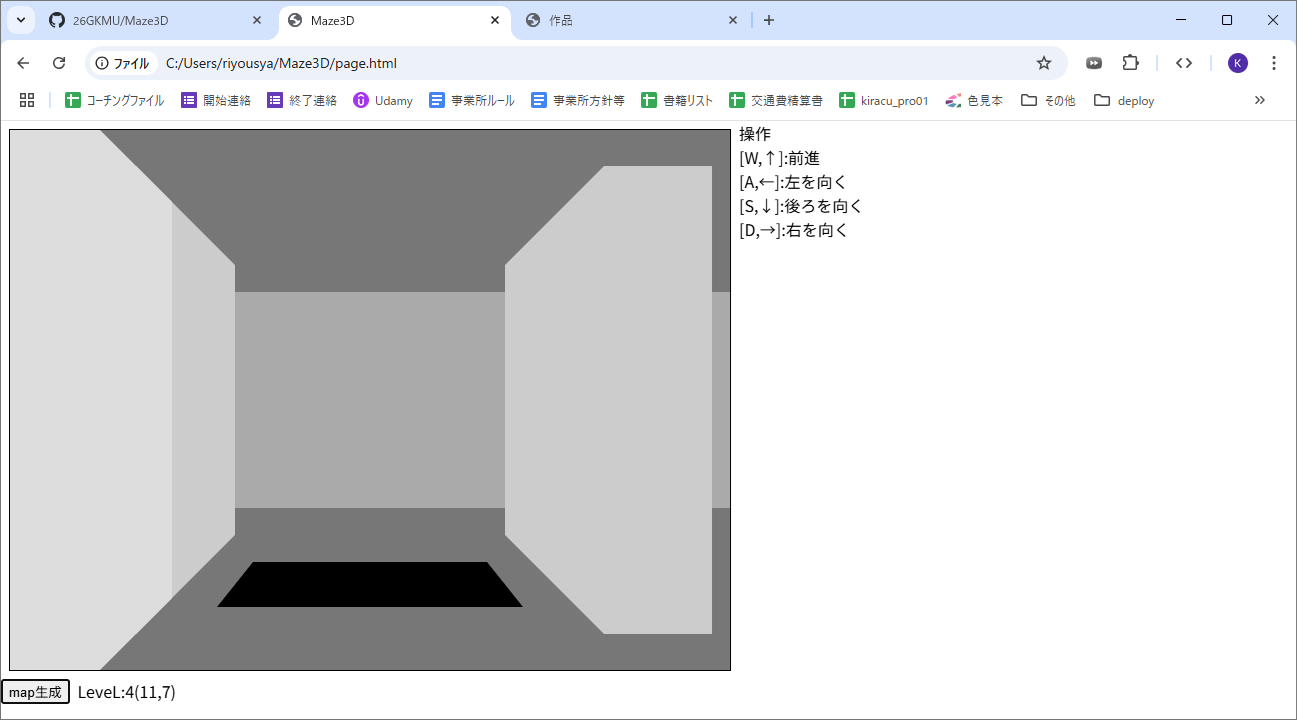 26GKMU/Maze3D
Maze3D
作品
ファイル
C:/Users/riyousya/Maze3D/page.html
K
コーチングファイル
開始連絡
終了連絡
Udamy
事業所ルール
事業所方針等
書籍リスト
交通費精算書
kiracu_pro01
色見本
その他
deploy
操作
[W,↑]:前進
[A,←]:左を向く
[S,↓]:後ろを向く
[D,→]:右を向く
map生成
LeveL:4(11,7)